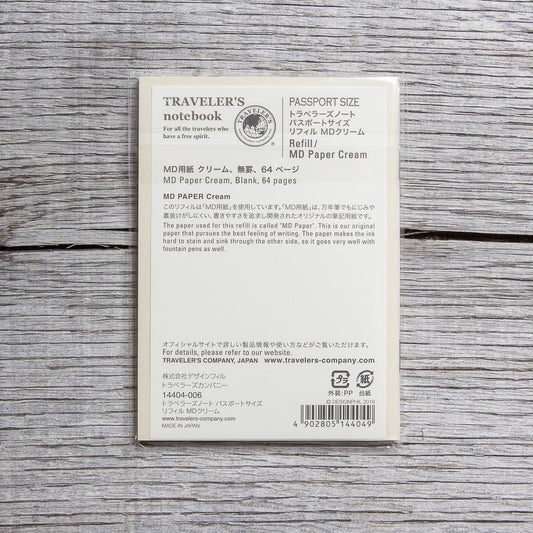 TRAVELER'S
notebook
For all the travelers who
have a free spirit.
TRAVELER'S
®
PASSPORT SIZE
トラベラーズノート
パスポートサイズ
リフィル MDクリーム
Refill/
MD Paper Cream
MD用紙 クリーム、無罫、64 ページ
MD Paper Cream, Blank, 64 pages
MD PAPER Cream
このリフィルは「MD用紙」を使用しています。「MD用紙」は、万年筆でもにじみや
裏抜けがしにくい、書きやすさを追求し開発されたオリジナルの筆記用紙です。
The paper used for this refill is called "MD Paper". This is our original
paper that pursues the best feeling of writing. The paper makes the ink
hard to stain and sink through the other side, so it goes very well with
fountain pens as well.
オフィシャルサイトで詳しい製品情報や使い方などがご覧いただけます。
For details, please refer to our website.
TRAVELER'S COMPANY, JAPAN www.travelers-company.com
株式会社デザインフィル
トラベラーズカンパニー
14404-006
トラベラーズノート パスポートサイズ
リフィル MDクリーム
www.travelers-company.com
MADE IN JAPAN
プラ 紙
外装:PP 台紙
© DESIGNPHIL 2019
4 902805 144049